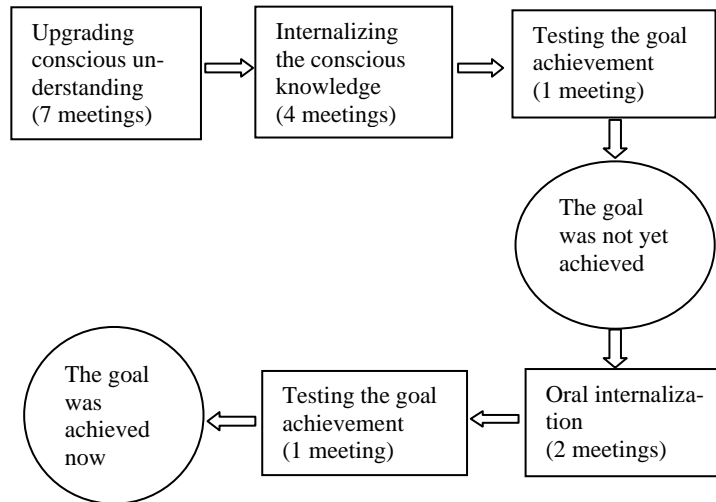 Upgrading
conscious un-
derstanding
(7 meetings)
Internalizing
the conscious
knowledge
(4 meetings)
Testing the goal
achievement
(1 meeting)
The goal
was not yet
achieved
Oral internaliza-
tion
(2 meetings)
Testing the goal
achievement
(1 meeting)
The goal
was
achieved
now